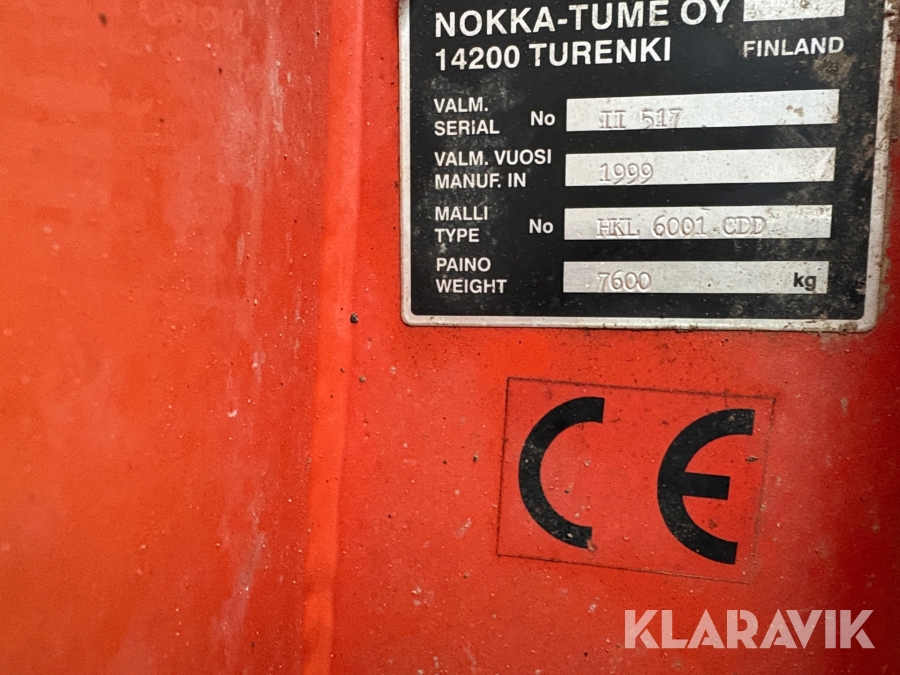 NOKKA-TUME OY
14200 TURENKI FINLAND
VALM.
SERIAL No II 517
VALM. VUOSI
MANUF. IN 1999
MALLI
TYPE No HKL 6001 CDD
PAINO
WEIGHT 7600 kg
CE
KLARAVIK